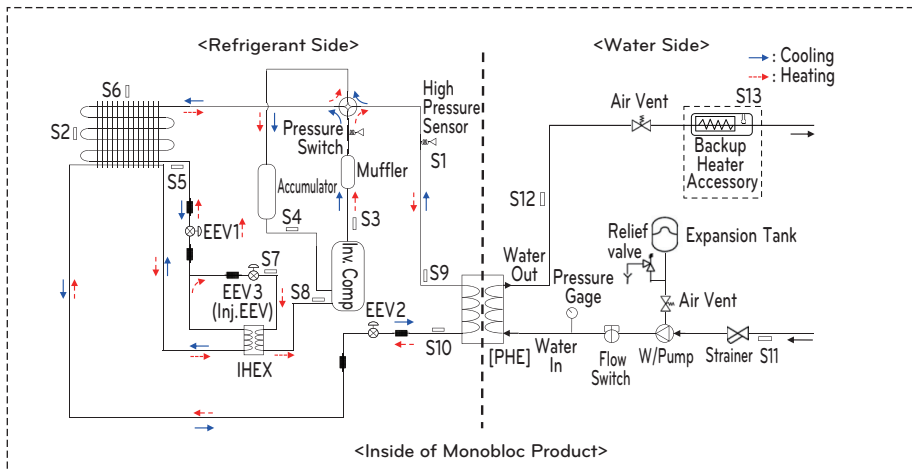 <Refrigerant Side>
<Water Side>
: Cooling
: Heating
S6
S2
S5
High
Pressure
Sensor
S1
Pressure
Switch
Muffler
Accumulator
S4
S3
EEV1
S7
EEV3
(Inj.EEV)
S8
Inv Comp
IHEX
EEV2
S9
S10
[PHE]
Air Vent
S13
Backup
Heater
Accessory
S12
Water
Out
Relief
valve
Expansion Tank
Pressure
Gage
Air Vent
Water
In
Flow
Switch
W/Pump
Strainer
S11
<Inside of Monobloc Product>